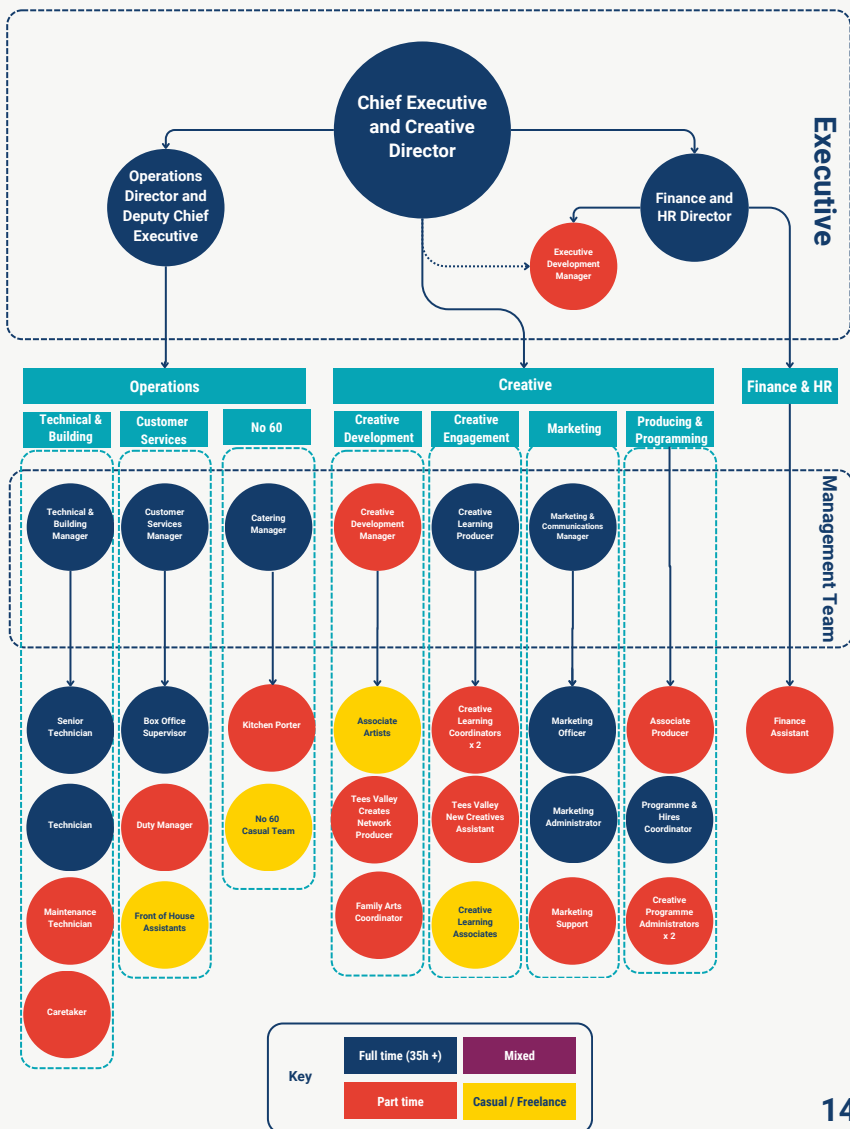 Chief Executive
and Creative
Director
Executive
Operations
Director and
Deputy Chief
Executive
Finance and
HR Director
Executive
Development
Manager
Operations
Creative
Finance & HR
Technical &
Building
Customer
Services
No 60
Creative
Development
Creative
Engagement
Marketing
Producing &
Programming
Management Team
Technical &
Building
Manager
Customer
Services
Manager
Catering
Manager
Creative
Development
Manager
Creative
Learning
Producer
Marketing &
Communications
Manager
Senior
Technician
Box Office
Supervisor
Kitchen Porter
Associate
Artists
Creative
Learning
Coordinators
x 2
Marketing
Officer
Associate
Producer
Finance
Assistant
Technician
Duty Manager
No 60
Casual Team
Tees Valley
Creates
Network
Producer
Tees Valley
New Creatives
Assistant
Marketing
Administrator
Programme &
Hires
Coordinator
Maintenance
Technician
Front of House
Assistants
Family Arts
Coordinator
Creative
Learning
Associates
Marketing
Support
Creative
Programme
Administrators
x 2
Caretaker
Key
Full time (35h +)
Mixed
Part time
Casual / Freelance
14